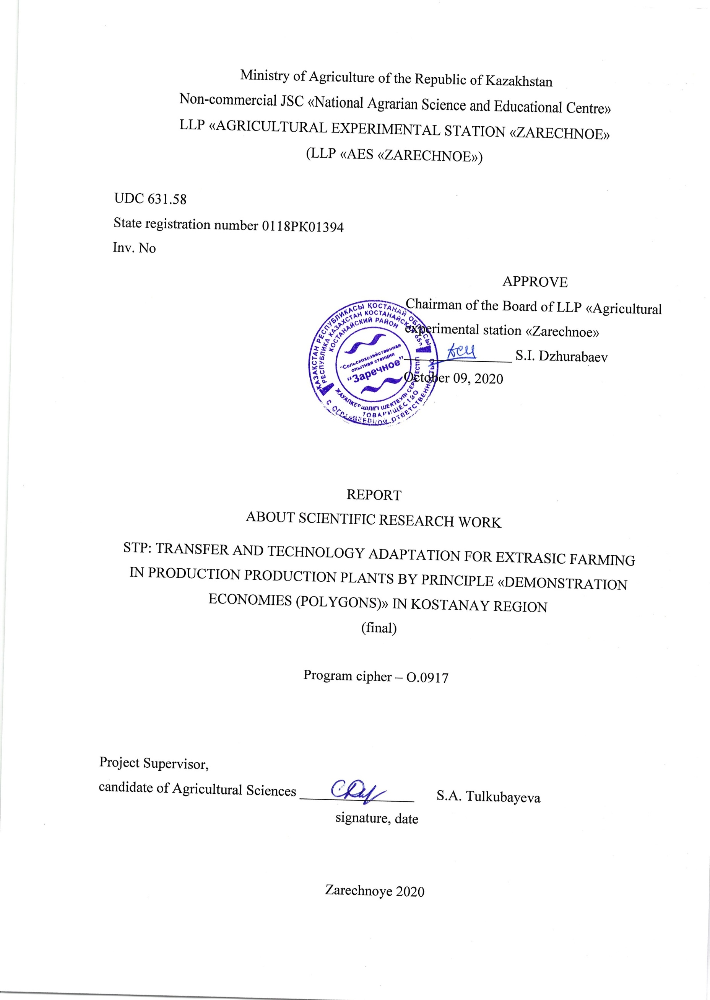 Ministry of Agriculture of the Republic of Kazakhstan
Non-commercial JSC «National Agrarian Science and Educational Centre»
LLP «AGRICULTURAL EXPERIMENTAL STATION «ZARECHNOE»
(LLP «AES «ZARECHNOE»)
UDC 631.58
State registration number 0118РК01394
Inv. No
APPROVE
Chairman of the Board of LLP «Agricultural
experimental station «Zarechnoe»
S.I. Dzhurabaev
October 09, 2020
ҚАЗАҚСТАН РЕСПУБЛИКАСЫ ҚОСТАНАЙ ОБЛЫСЫ
РЕСПУБЛИКА КАЗАХСТАН КОСТАНАЙСКАЯ обл.
КОСТАНАЙСКИЙ РАЙОН
"Сельскохозяйственная
опытная станция
"Заречное"
ЖАУАПКЕРШІЛІГІ ШЕКТЕУЛІ СЕРІКТЕСТІГІ
ТОВАРИЩЕСТВО
С ОГРАНИЧЕННОЙ ОТВЕТСТВЕННОСТЬЮ
REPORT
ABOUT SCIENTIFIC RESEARCH WORK
STP: TRANSFER AND TECHNOLOGY ADAPTATION FOR EXTRASIC FARMING
IN PRODUCTION PRODUCTION PLANTS BY PRINCIPLE «DEMONSTRATION
ECONOMIES (POLYGONS)» IN KOSTANAY REGION
(final)
Program cipher – O.0917
Project Supervisor,
candidate of Agricultural Sciences S.A. Tulkubayeva
signature, date
Zarechnoye 2020